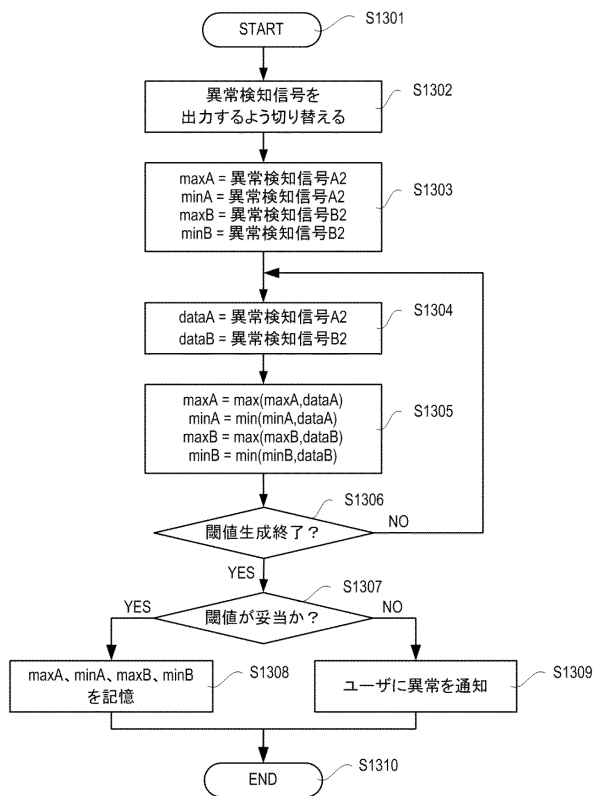 START
S1301
異常検知信号を
出力するよう切り替える
S1302
maxA = 異常検知信号A2
minA = 異常検知信号A2
maxB = 異常検知信号B2
minB = 異常検知信号B2
S1303
dataA = 異常検知信号A2
dataB = 異常検知信号B2
S1304
maxA = max(maxA,dataA)
minA = min(minA,dataA)
maxB = max(maxB,dataB)
minB = min(minB,dataB)
S1305
S1306
閾値生成終了？
NO
YES
S1307
閾値が妥当か？
YES
NO
maxA、minA、maxB、minB
を記憶
S1308
ユーザに異常を通知
S1309
END
S1310